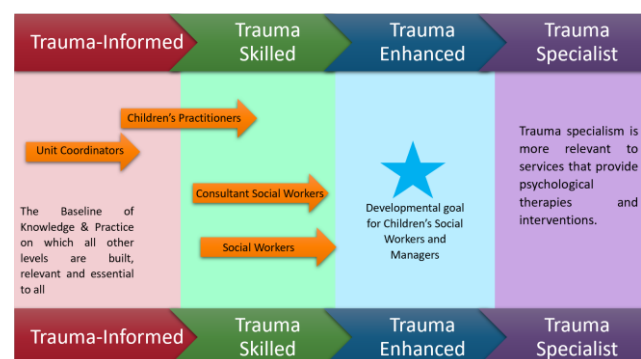 Trauma-Informed
Trauma
Skilled
Trauma
Enhanced
Trauma
Specialist
Children's Practitioners
Unit Coordinators
Consultant Social Workers
Social Workers
The Baseline of
Knowledge & Practice
on which all other
levels are built,
relevant and essential
to all
Developmental goal
for Children's Social
Workers and
Managers
Trauma specialism is
more relevant to
services that provide
psychological
therapies and
interventions.
Trauma-Informed
Trauma
Skilled
Trauma
Enhanced
Trauma
Specialist